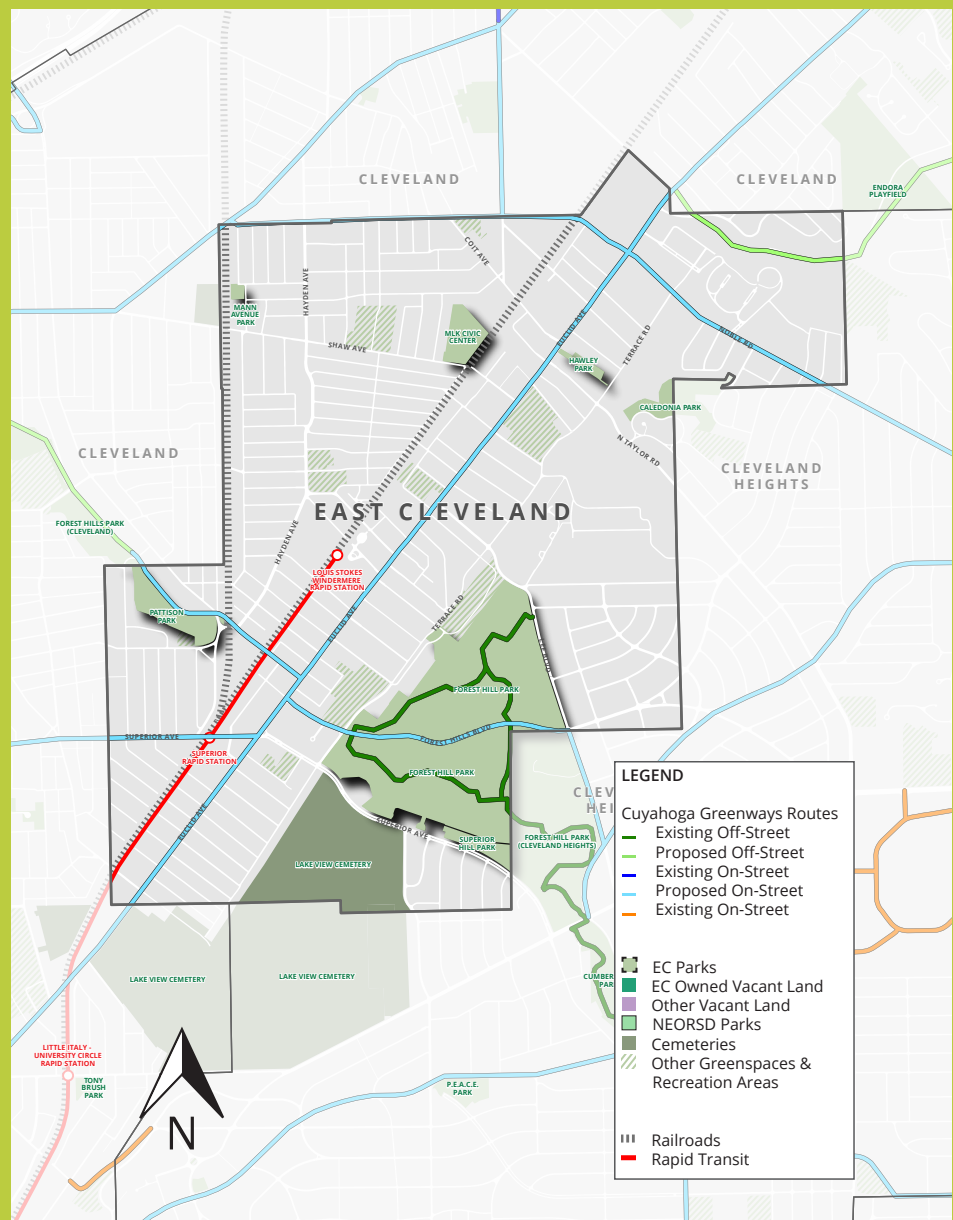 CLEVELAND
CLEVELAND
ENDORA
PLAYFIELD
COIT AVE
HAYDEN AVE
MANN
AVENUE
PARK
EUCLID AVE
TERRACE RD
NOBLE RD
MLK CIVIC
CENTER
SHAW AVE
HAWLEY
PARK
CALEDONIA PARK
N TAYLOR RD
CLEVELAND
CLEVELAND
HEIGHTS
EAST CLEVELAND
FOREST HILLS PARK
(CLEVELAND)
HAYDEN AVE
LOUIS STOKES
WINDERMERE
RAPID STATION
PATTISON
PARK
EUCLID AVE
TERRACE RD
FOREST HILL PARK
SUPERIOR AVE
FOREST HILLS BLVD
SUPERIOR
RAPID STATION
FOREST HILL PARK
EUCLID AVE
SUPERIOR AVE
SUPERIOR
HILL PARK
FOREST HILL PARK
(CLEVELAND HEIGHTS)
CLEV
HEI
LAKE VIEW CEMETERY
LAKE VIEW CEMETERY
LAKE VIEW CEMETERY
CUMBER
PAR
LITTLE ITALY -
UNIVERSITY CIRCLE
RAPID STATION
TONY
BRUSH
PARK
P.E.A.C.E.
PARK
N
LEGEND
Cuyahoga Greenways Routes
Existing Off-Street
Proposed Off-Street
Existing On-Street
Proposed On-Street
Existing On-Street
EC Parks
EC Owned Vacant Land
Other Vacant Land
NEORSD Parks
Cemeteries
Other Greenspaces &
Recreation Areas
Railroads
Rapid Transit